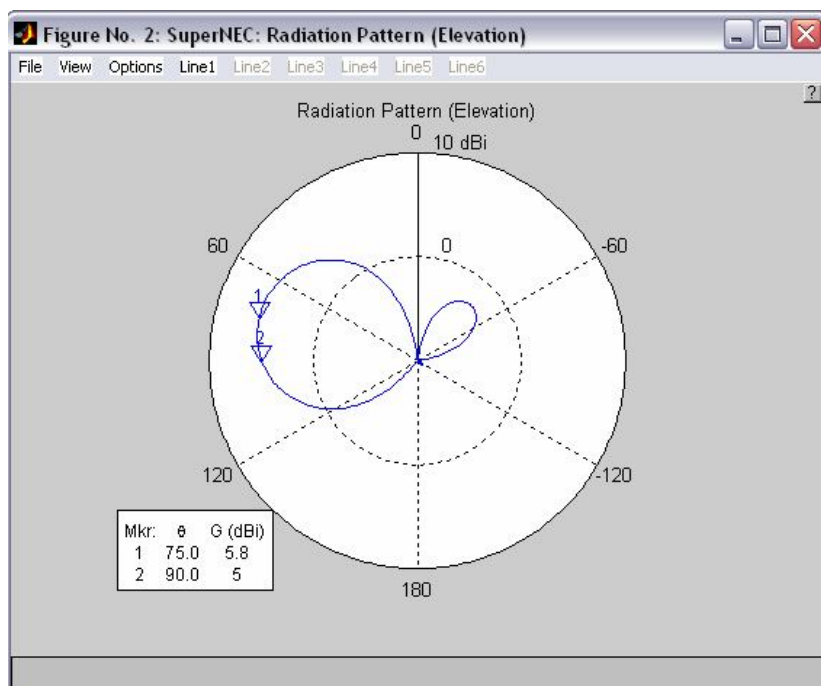 Figure No. 2: SuperNEC: Radiation Pattern (Elevation)
File View Options Line1 Line2 Line3 Line4 Line5 Line6
?
Radiation Pattern (Elevation)
0
10 dBi
60
0
-60
1
2
120
-120
Mkr: θ G (dBi)
1 75.0 5.8
2 90.0 5
180